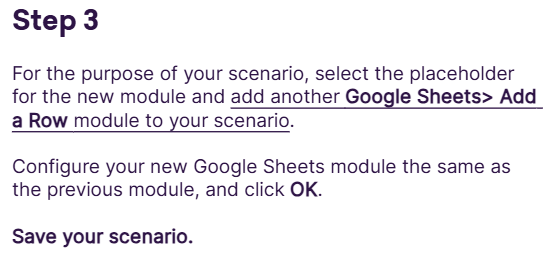 Step 3
For the purpose of your scenario, select the placeholder
for the new module and add another Google Sheets> Add
a Row module to your scenario.
Configure your new Google Sheets module the same as
the previous module, and click OK.
Save your scenario.